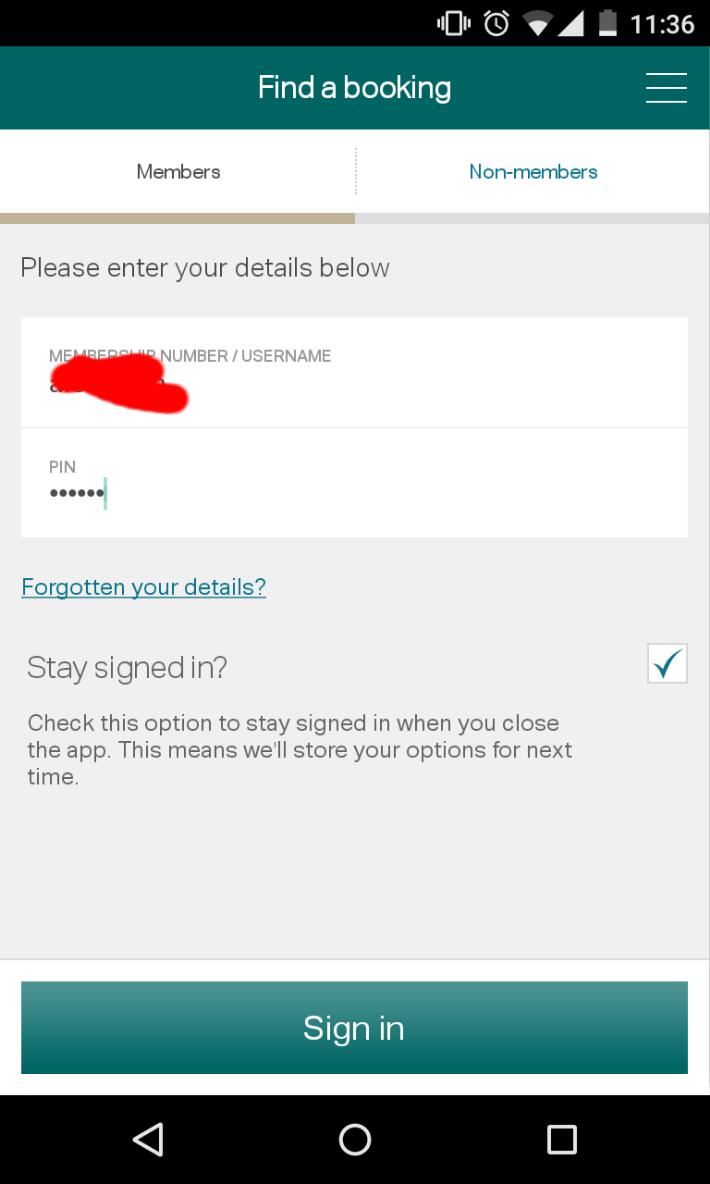 11:36
Find a booking
Members
Non-members
Please enter your details below
MEMBERSHIP NUMBER / USERNAME
PIN
••••••
Forgotten your details?
Stay signed in?
Check this option to stay signed in when you close
the app. This means we'll store your options for next
time.
Sign in